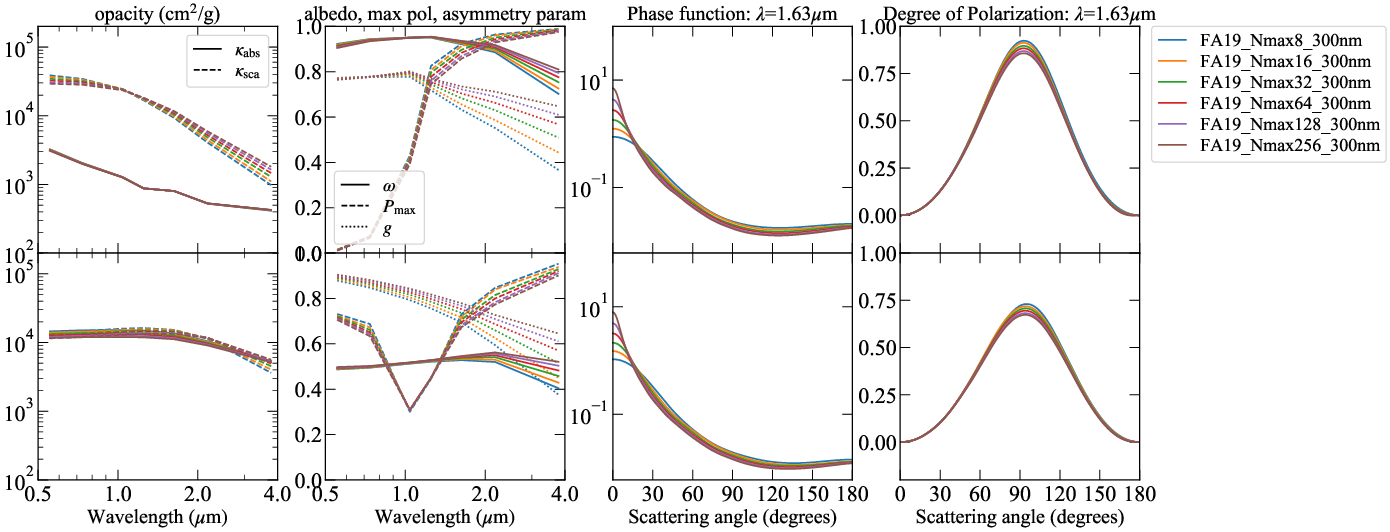 opacity (cm²/g)
albedo, max pol, asymmetry param
Phase function: λ=1.63μm
Degree of Polarization: λ=1.63μm
10⁵
10⁴
10³
10²
κabs
κsca
1.0
0.8
0.6
0.4
0.2
0.0
ω
Pmax
g
10¹
10⁻¹
1.00
0.75
0.50
0.25
0.00
FA19_Nmax8_300nm
FA19_Nmax16_300nm
FA19_Nmax32_300nm
FA19_Nmax64_300nm
FA19_Nmax128_300nm
FA19_Nmax256_300nm
10⁵
10⁴
10³
10²
0.5 1.0 2.0 4.0
Wavelength (μm)
0.0
0.8
0.6
0.4
0.2
0.0
0.5 1.0 2.0 4.0
Wavelength (μm)
10¹
10⁻¹
0 30 60 90 120 150 180
Scattering angle (degrees)
1.00
0.75
0.50
0.25
0.00
0 30 60 90 120 150 180
Scattering angle (degrees)